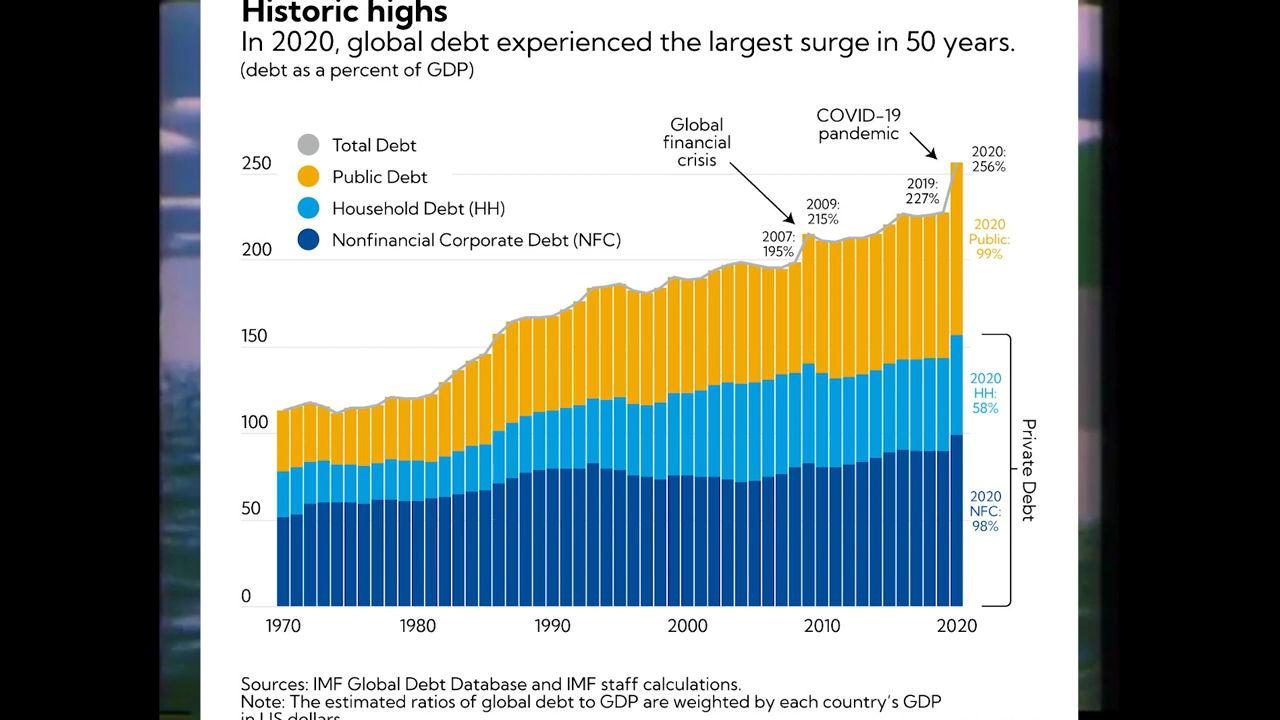 Historic highs
In 2020, global debt experienced the largest surge in 50 years.
(debt as a percent of GDP)
Total Debt
Public Debt
Household Debt (HH)
Nonfinancial Corporate Debt (NFC)
Global
financial
crisis
COVID-19
pandemic
2007:
195%
2009:
215%
2019:
227%
2020:
256%
2020
Public:
99%
2020
HH:
58%
2020
NFC:
98%
Private Debt
250
200
150
100
50
0
1970
1980
1990
2000
2010
2020
Sources: IMF Global Debt Database and IMF staff calculations.
Note: The estimated ratios of global debt to GDP are weighted by each country's GDP
in US dollars.